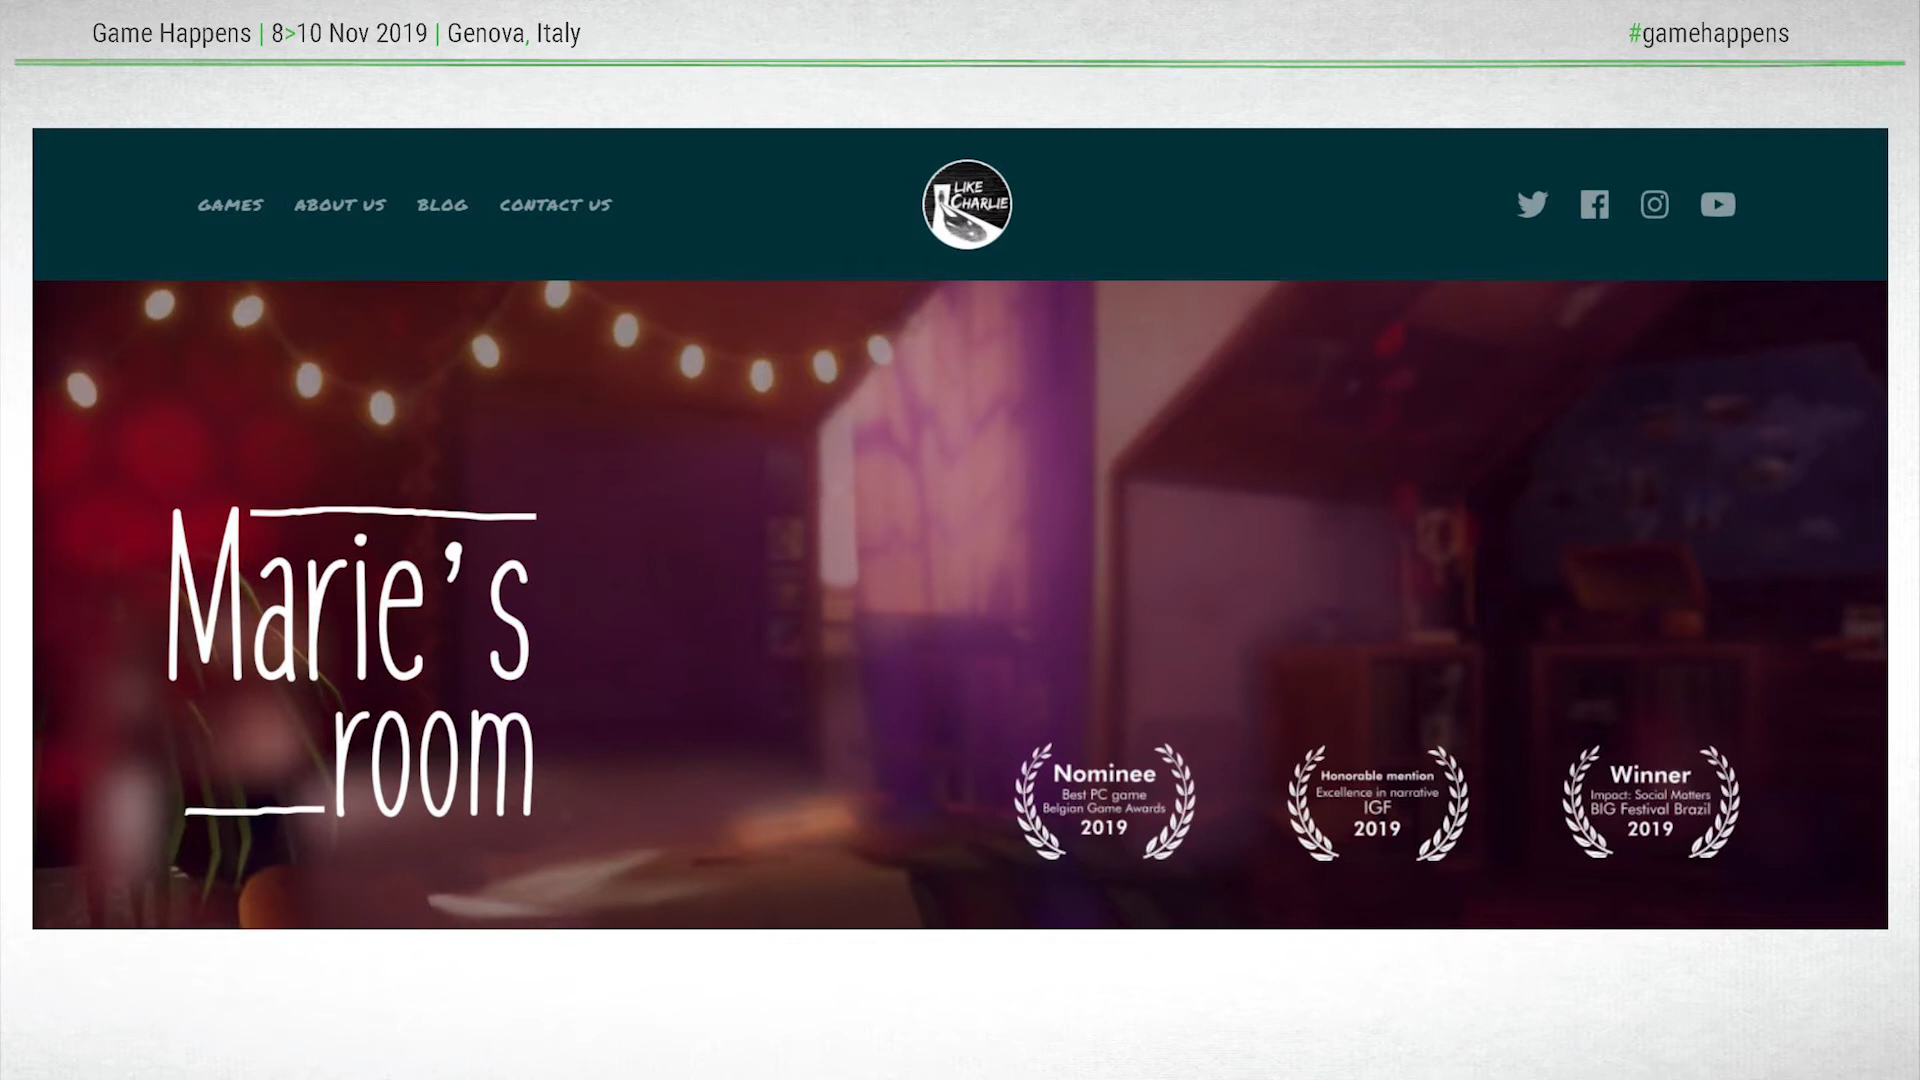 Game Happens | 8>10 Nov 2019 | Genova, Italy
#gamehappens
GAMES ABOUT US BLOG CONTACT US
LIKE
CHARLIE
Marie's
room
Nominee
Best PC game
Belgian Game Awards
2019
Honorable mention
Excellence in narrative
IGF
2019
Winner
Impact: Social Matters
BIG Festival Brazil
2019